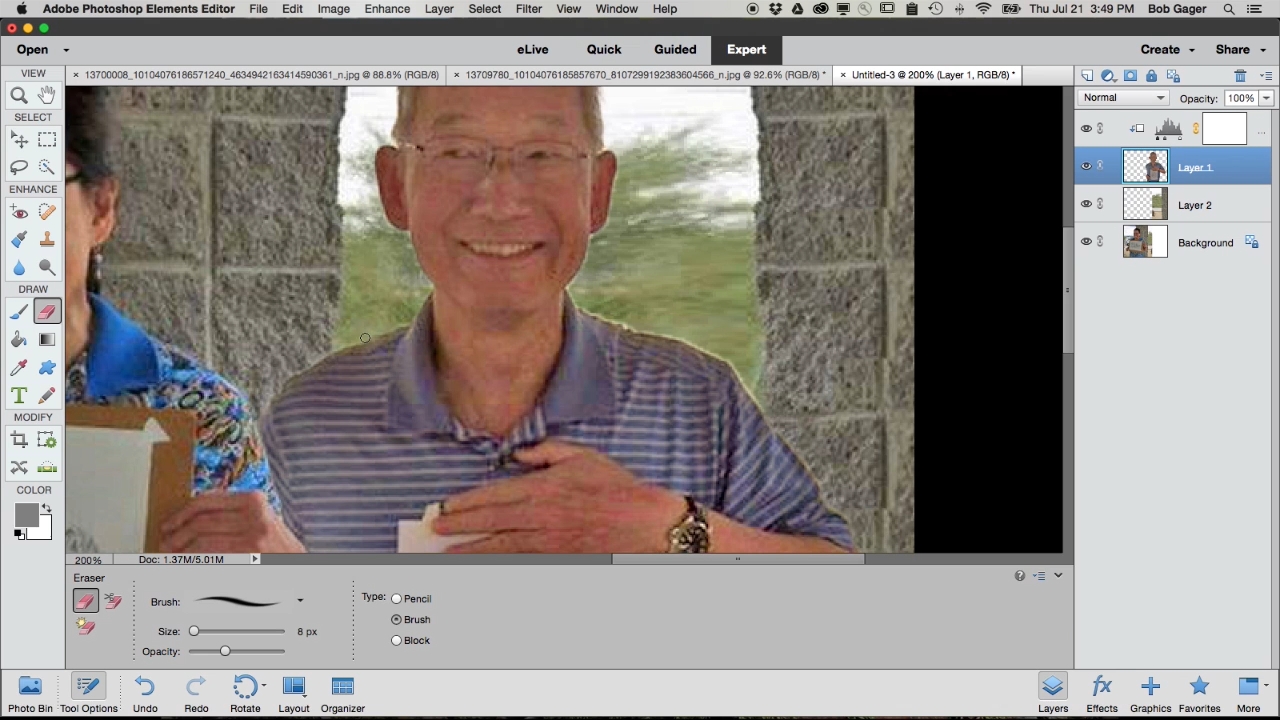 Adobe Photoshop Elements Editor File Edit Image Enhance Layer Select Filter View Window Help Thu Jul 21 3:49 PM Bob Gager
Open eLive Quick Guided Expert Create Share
VIEW
13700008_10104076186571240_4634942163414590361_n.jpg @ 88.8% (RGB/8) 13709780_10104076185857670_8107299192383604566_n.jpg @ 92.6% (RGB/8) * Untitled-3 @ 200% (Layer 1, RGB/8) *
Normal Opacity: 100%
SELECT
Layer 1
ENHANCE
Layer 2
Background
DRAW
MODIFY
COLOR
200% Doc: 1.37M/5.01M
Eraser
Brush: Type: Pencil
Brush
Size: 8 px
Block
Opacity:
Photo Bin Tool Options Undo Redo Rotate Layout Organizer Layers Effects Graphics Favorites More